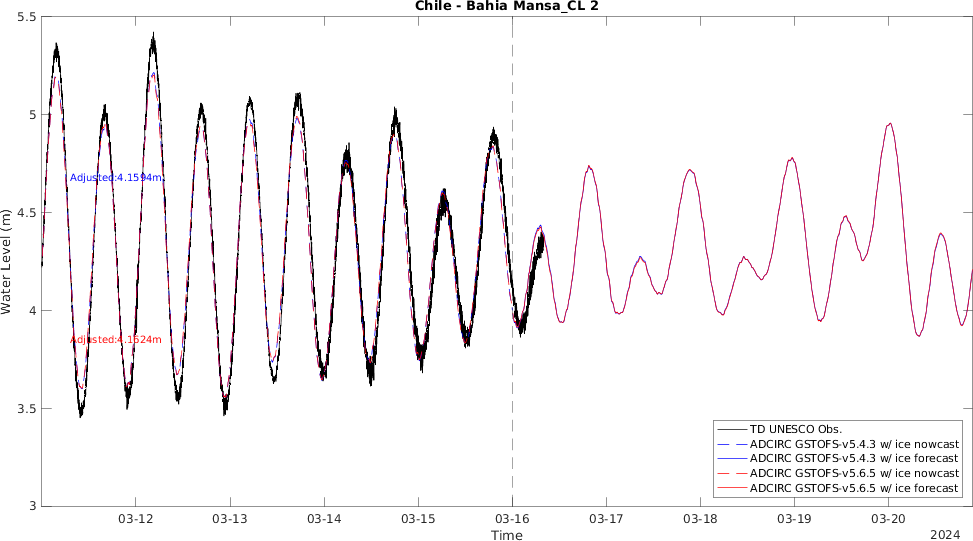 Chile - Bahia Mansa_CL 2
5.5
5
4.5
4
3.5
3
Water Level (m)
Adjusted:4.1594m
Adjusted:4.1624m
TD UNESCO Obs.
ADCIRC GSTOFS-v5.4.3 w/ ice nowcast
ADCIRC GSTOFS-v5.4.3 w/ ice forecast
ADCIRC GSTOFS-v5.6.5 w/ ice nowcast
ADCIRC GSTOFS-v5.6.5 w/ ice forecast
03-12 03-13 03-14 03-15 03-16 03-17 03-18 03-19 03-20
Time
2024